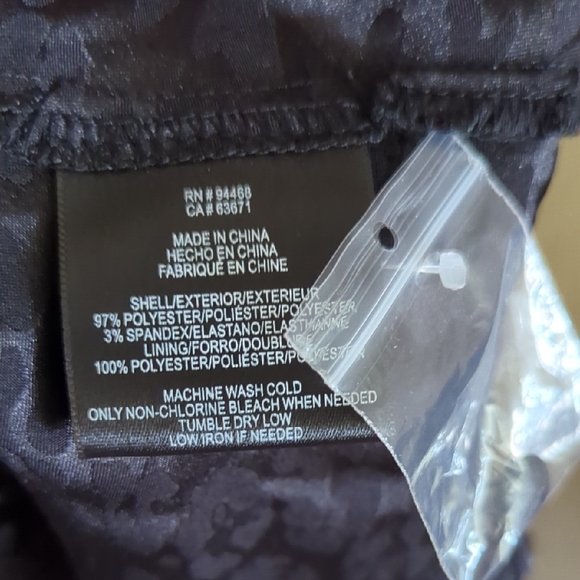 RN # 94468
CA # 63671
MADE IN CHINA
HECHO EN CHINA
FABRIQUÉ EN CHINE
SHELL/EXTERIOR/EXTERIEUR
97% POLYESTER/POLIÉSTER/POLYESTER
3% SPANDEX/ELASTANO/ELASTHANNE
LINING/FORRO/DOUBLURE
100% POLYESTER/POLIÉSTER/POLYESTER
MACHINE WASH COLD
ONLY NON-CHLORINE BLEACH WHEN NEEDED
TUMBLE DRY LOW
LOW IRON IF NEEDED